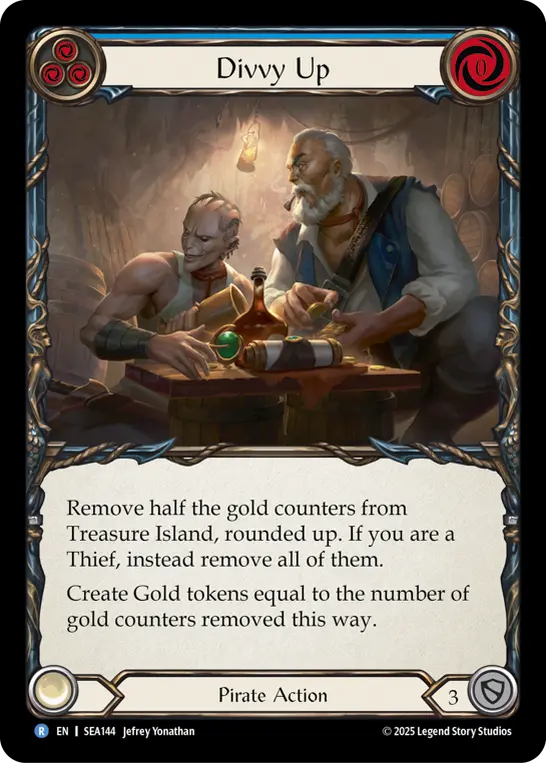 Divvy Up
0
Remove half the gold counters from
Treasure Island, rounded up. If you are a
Thief, instead remove all of them.
Create Gold tokens equal to the number of
gold counters removed this way.
Pirate Action
3
R EN SEA144 Jefrey Yonathan
© 2025 Legend Story Studios